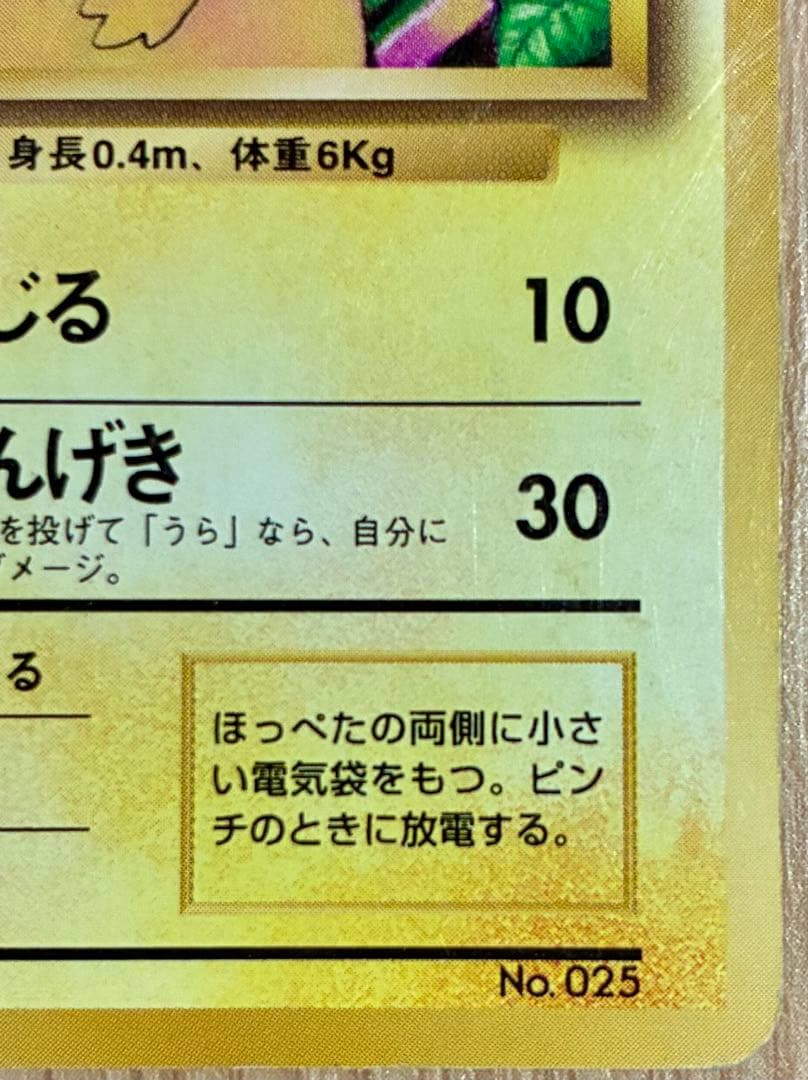 身長0.4m、体重6Kg
じる 10
んげき 30
を投げて「うら」なら、自分に
ダメージ。
る
ほっぺたの両側に小さ
い電気袋をもつ。ピン
チのときに放電する。
No. 025